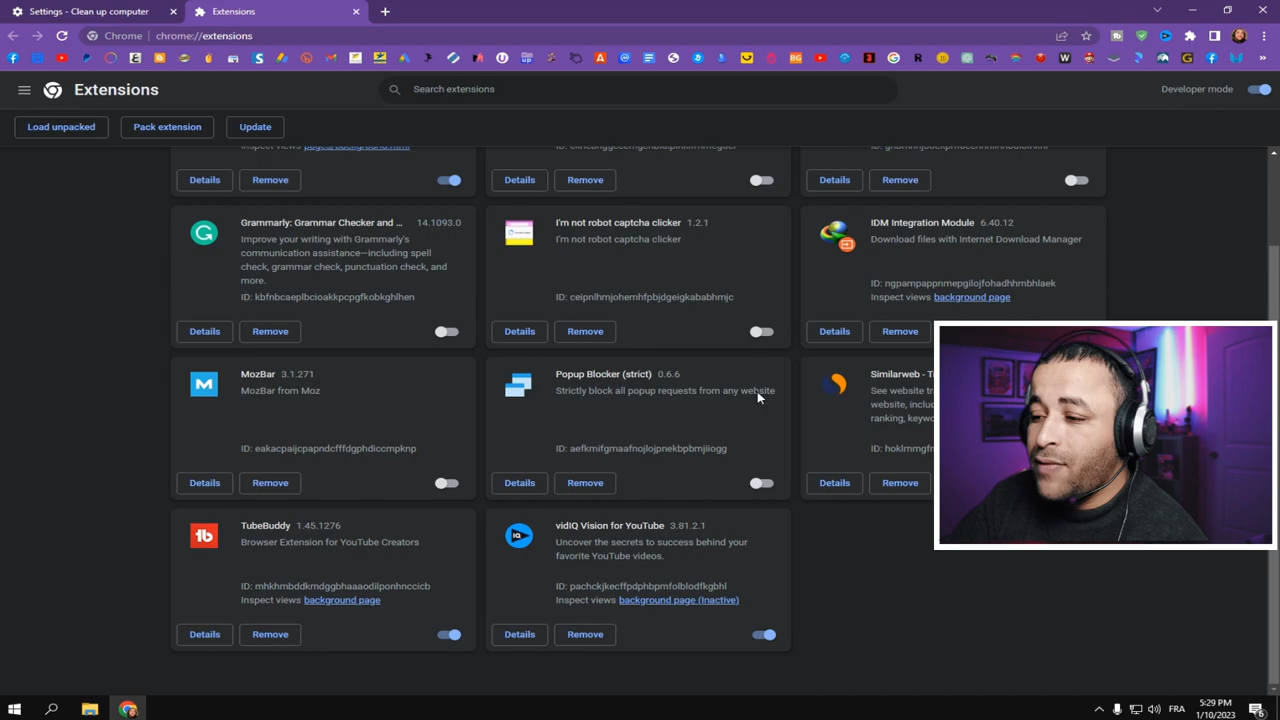 Settings - Clean up computer
Extensions
Chrome | chrome://extensions
Extensions
Search extensions
Developer mode
Load unpacked
Pack extension
Update
Details
Remove
Details
Remove
Details
Remove
Grammarly: Grammar Checker and ... 14.1093.0
Improve your writing with Grammarly's
communication assistance—including spell
check, grammar check, punctuation check, and
more.
ID: kbfnbcaeplbcioakkpcpgfkobkghlhen
Details
Remove
I'm not robot captcha clicker 1.2.1
I'm not robot captcha clicker
ID: ceipnlhmjohemhfpbjdgeigkababhmjc
Details
Remove
IDM Integration Module 6.40.12
Download files with Internet Download Manager
ID: ngpampappnmepgilojfohadhhmbhlaek
Inspect views background page
Details
Remove
MozBar 3.1.271
MozBar from Moz
ID: eakacpaijcpapndcfffdgphdiccmpknp
Details
Remove
Popup Blocker (strict) 0.6.6
Strictly block all popup requests from any website
ID: aefkmifgmaafnojlojpnekbpbmjiiogg
Details
Remove
Similarweb -
See website
website,
ranking,
Details
Remove
TubeBuddy 1.45.1276
Browser Extension for YouTube Creators
ID: mhkhmbddkmdggbhaaaodilponhnccicb
Inspect views background page
Details
Remove
vidIQ Vision for YouTube 3.81.2.1
Uncover the secrets to success behind your
favorite YouTube videos.
ID: pachckjkecffpdphbpmfolblodfkgbhl
Inspect views background page (Inactive)
Details
Remove
FRA
5:29 PM
1/10/2023